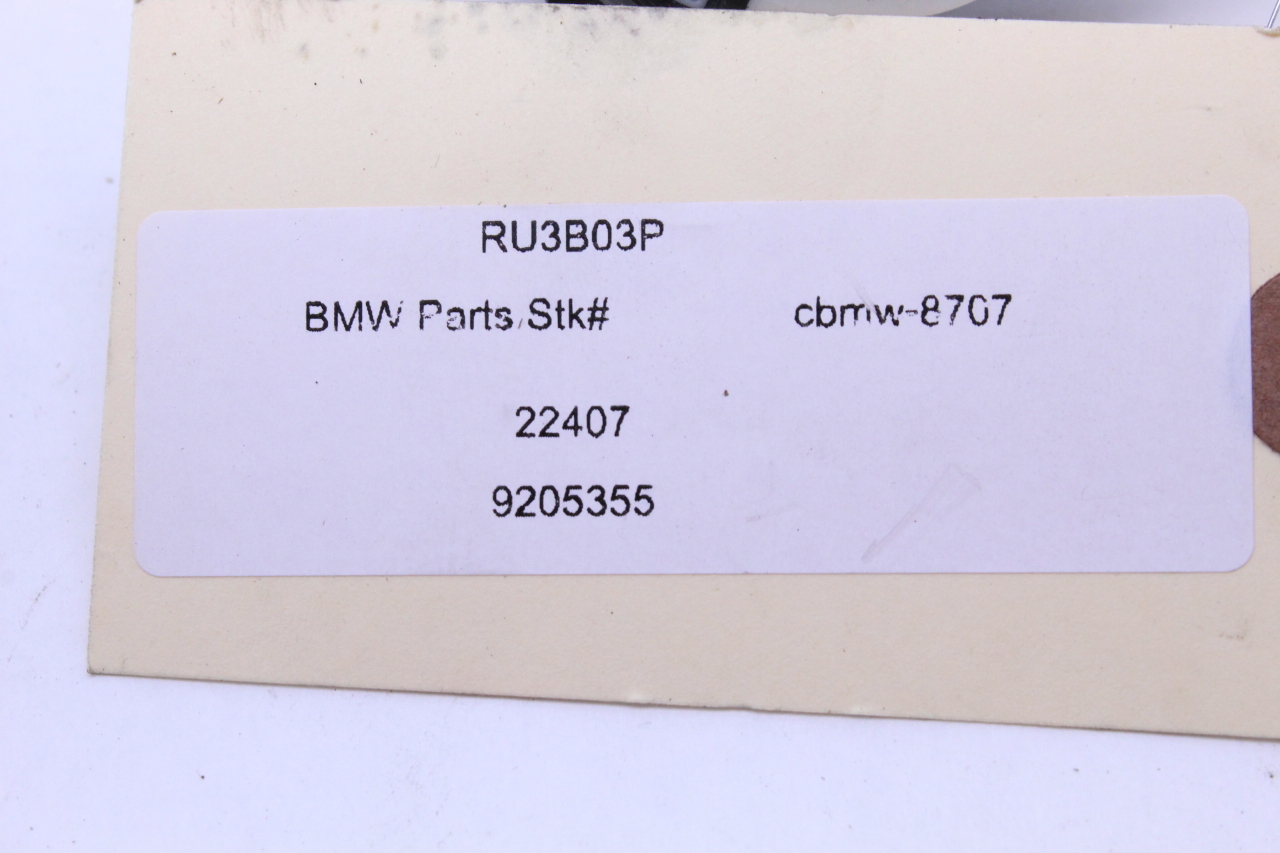 RU3B03P
BMW Parts Stk# cbmw-8707
22407
9205355